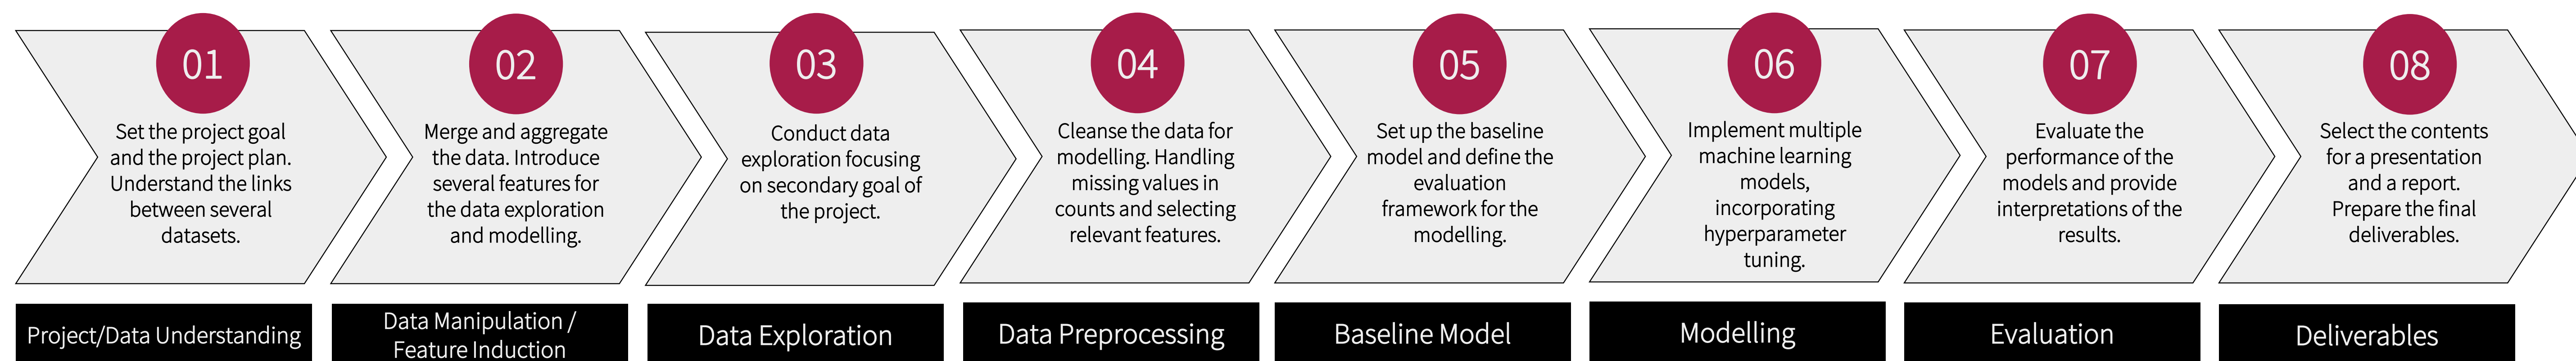 01
Set the project goal
and the project plan.
Understand the links
between several
datasets.
Project/Data Understanding
02
Merge and aggregate
the data. Introduce
several features for
the data exploration
and modelling.
Data Manipulation /
Feature Induction
03
Conduct data
exploration focusing
on secondary goal of
the project.
Data Exploration
04
Cleanse the data for
modelling. Handling
missing values in
counts and selecting
relevant features.
Data Preprocessing
05
Set up the baseline
model and define the
evaluation
framework for the
modelling.
Baseline Model
06
Implement multiple
machine learning
models,
incorporating
hyperparameter
tuning.
Modelling
07
Evaluate the
performance of the
models and provide
interpretations of the
results.
Evaluation
08
Select the contents
for a presentation
and a report.
Prepare the final
deliverables.
Deliverables